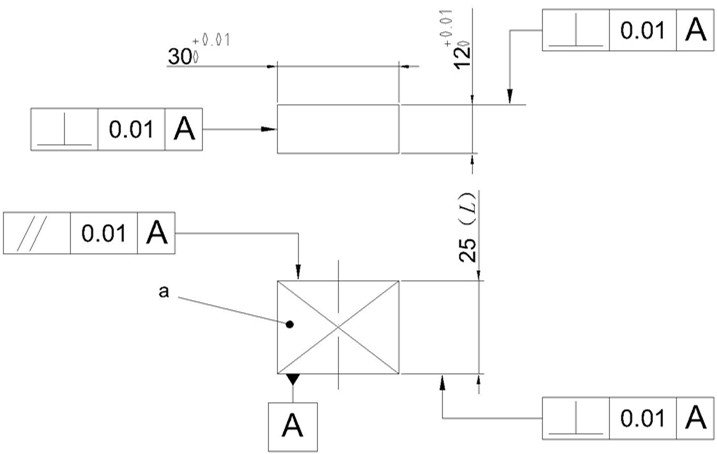 30 +0.01 0
12 +0.01 0
⊥ 0.01 A
⊥ 0.01 A
// 0.01 A
25 (L)
a
A
⊥ 0.01 A